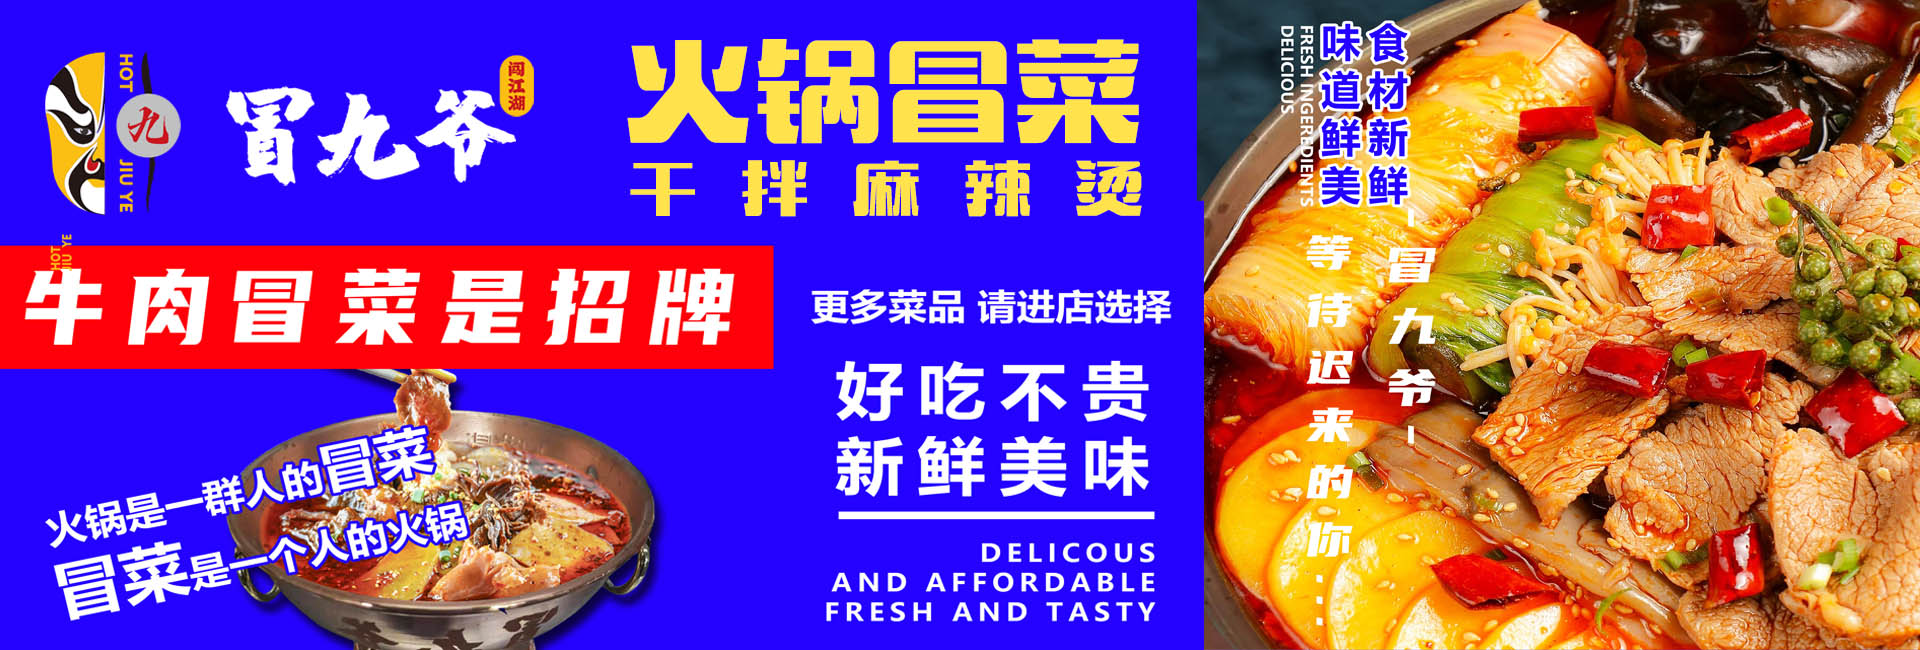 HOT
九
JIU YE
冒九爷
闯江湖
火锅冒菜
干拌麻辣烫
HOT
JIU YE
牛肉冒菜是招牌
更多菜品 请进店选择
好吃不贵
新鲜美味
DELICOUS
AND AFFORDABLE
FRESH AND TASTY
火锅是一群人的冒菜
冒菜是一个人的火锅
食材新鲜
味道鲜美
FRESH INGEREDIENTS
DELICIOUS
-冒九爷-
等待迟来的你...